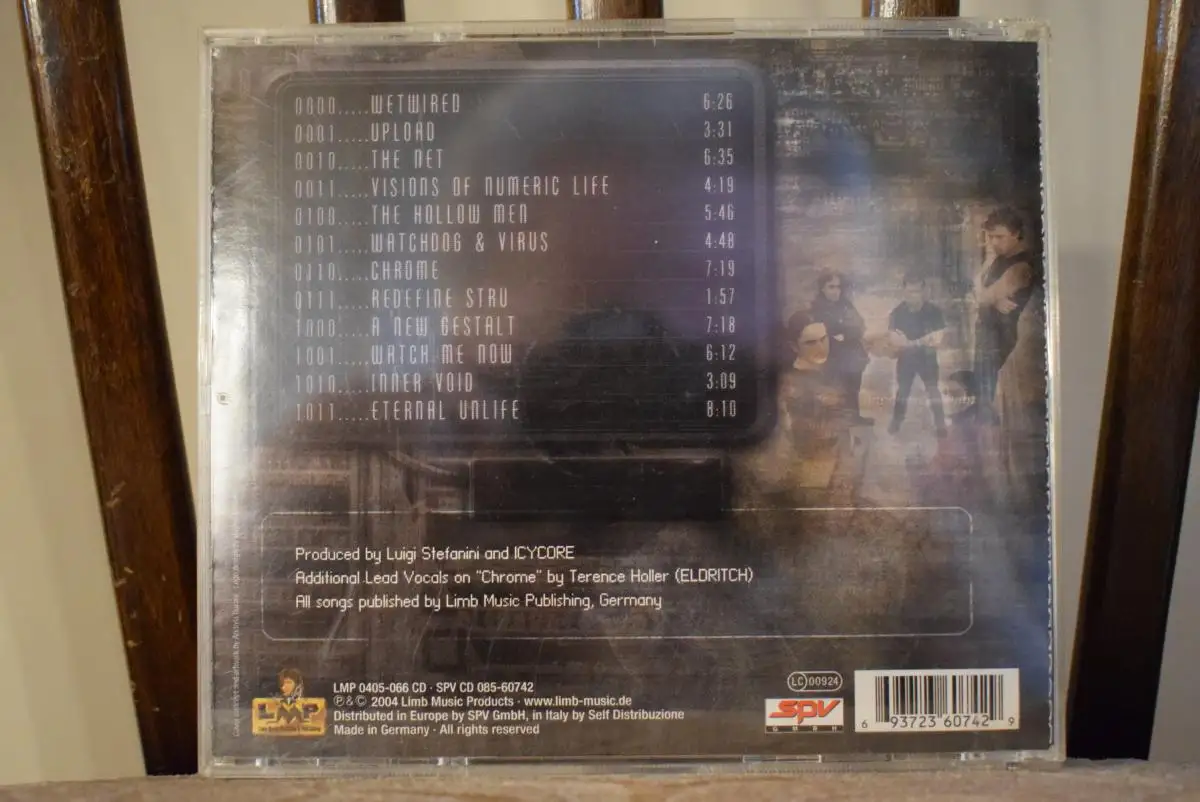 0000.....WETWIRED 6:26
0001.....UPLOAD 3:31
0010.....THE NET 6:35
0011.....VISIONS OF NUMERIC LIFE 4:19
0100.....THE HOLLOW MEN 5:46
0101.....WATCHDOG & VIRUS 4:48
0110.....CHROME 7:19
0111.....REDEFINE STRU 1:57
1000.....A NEW GESTALT 7:18
1001.....WATCH ME NOW 6:12
1010.....INNER VOID 3:09
1011.....ETERNAL UNLIFE 8:10
Produced by Luigi Stefanini and ICYCORE
Additional Lead Vocals on "Chrome" by Terence Holler (ELDRITCH)
All songs published by Limb Music Publishing, Germany
LMP
LMP 0405-066 CD · SPV CD 085-60742
℗ & © 2004 Limb Music Products · www.limb-music.de
Distributed in Europe by SPV GmbH, in Italy by Self Distribuzione
Made in Germany · All rights reserved
LC 00924
SPV
GMBH
6 93723 60742 9